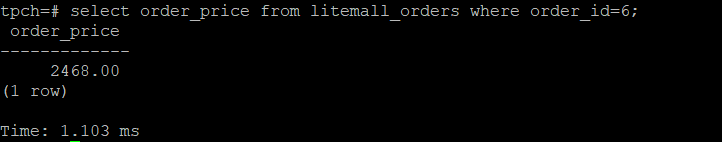 tpch=# select order_price from litemall_orders where order_id=6;
order_price
-------------
2468.00
(1 row)
Time: 1.103 ms